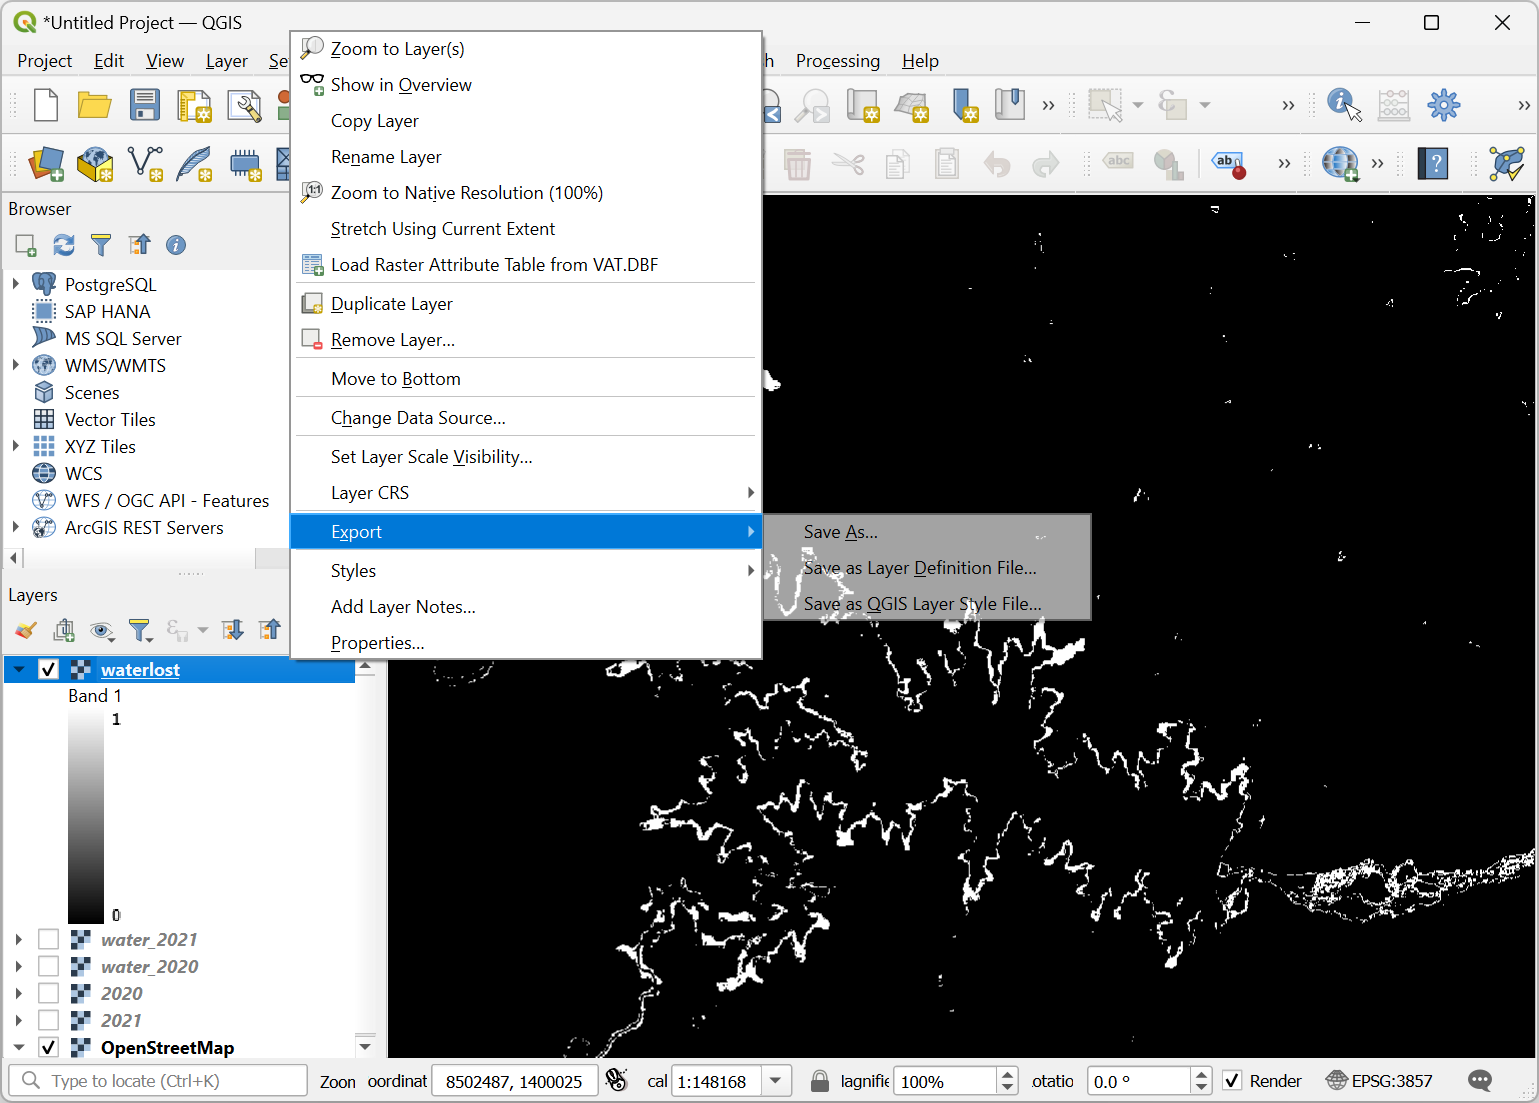 *Untitled Project — QGIS
Project Edit View Layer Se h Processing Help
Zoom to Layer(s)
Show in Overview
Copy Layer
Rename Layer
Zoom to Native Resolution (100%)
Stretch Using Current Extent
Load Raster Attribute Table from VAT.DBF
Duplicate Layer
Remove Layer...
Move to Bottom
Change Data Source...
Set Layer Scale Visibility...
Layer CRS
Export
Styles
Add Layer Notes...
Properties...
Save As...
Save as Layer Definition File...
Save as QGIS Layer Style File...
abc
ab
Browser
PostgreSQL
SAP HANA
MS SQL Server
WMS/WMTS
Scenes
Vector Tiles
XYZ Tiles
WCS
WFS / OGC API - Features
ArcGIS REST Servers
Layers
waterlost
Band 1
1
0
water_2021
water_2020
2020
2021
OpenStreetMap
Type to locate (Ctrl+K) Zoon oordinat 8502487, 1400025 cal 1:148168 lagnifie 100% otatio 0.0 ° Render EPSG:3857